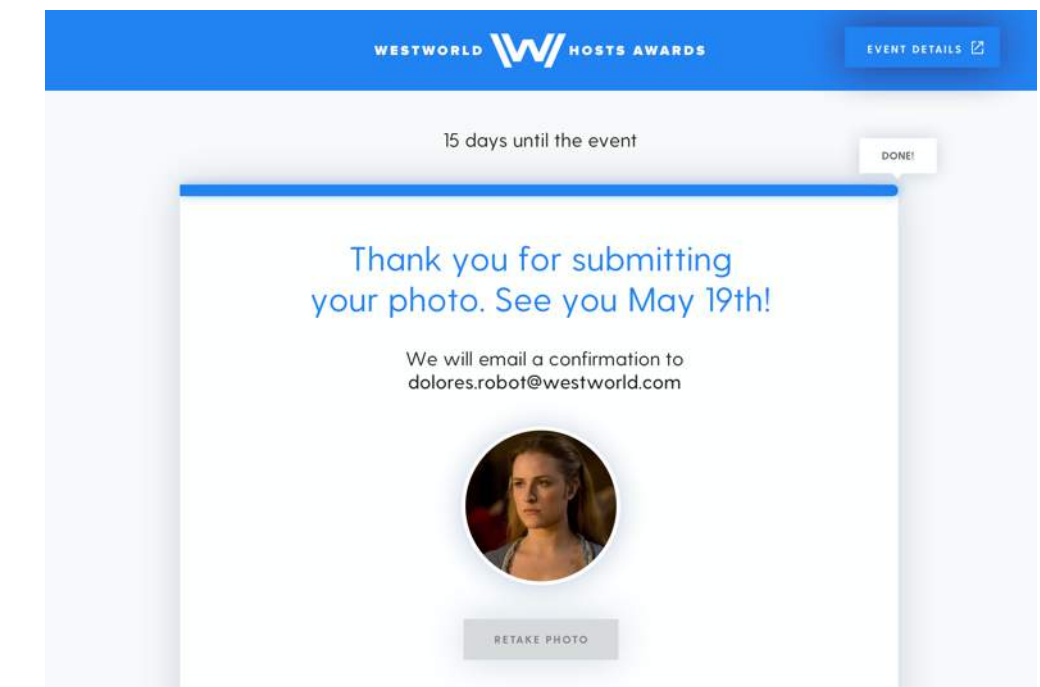 WESTWORLD W HOSTS AWARDS
EVENT DETAILS
15 days until the event
DONE!
Thank you for submitting
your photo. See you May 19th!
We will email a confirmation to
dolores.robot@westworld.com
RETAKE PHOTO